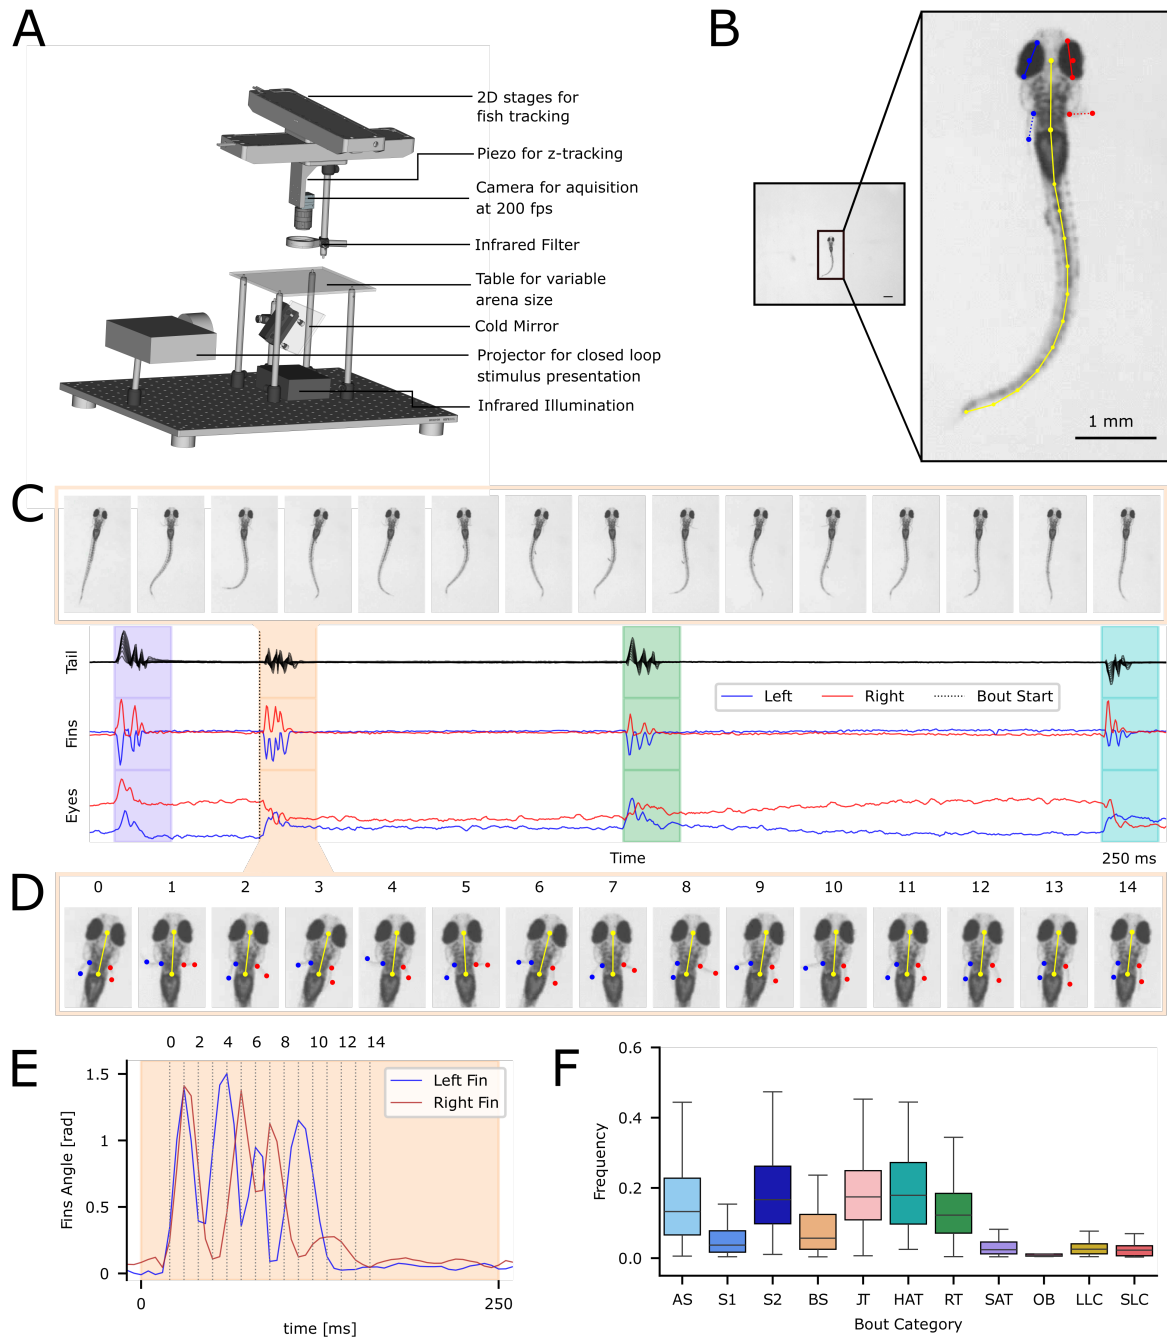 A
2D stages for
fish tracking
Piezo for z-tracking
Camera for aquisition
at 200 fps
Infrared Filter
Table for variable
arena size
Cold Mirror
Projector for closed loop
stimulus presentation
Infrared Illumination
B
1 mm
C
Tail
Fins
Eyes
Left Right Bout Start
Time
250 ms
D
0 1 2 3 4 5 6 7 8 9 10 11 12 13 14
E
0 2 4 6 8 10 12 14
Left Fin
Right Fin
Fins Angle [rad]
1.5
1
0.5
0
0 250
time [ms]
F
Frequency
0.6
0.4
0.2
0.0
AS S1 S2 BS JT HAT RT SAT OB LLC SLC
Bout Category